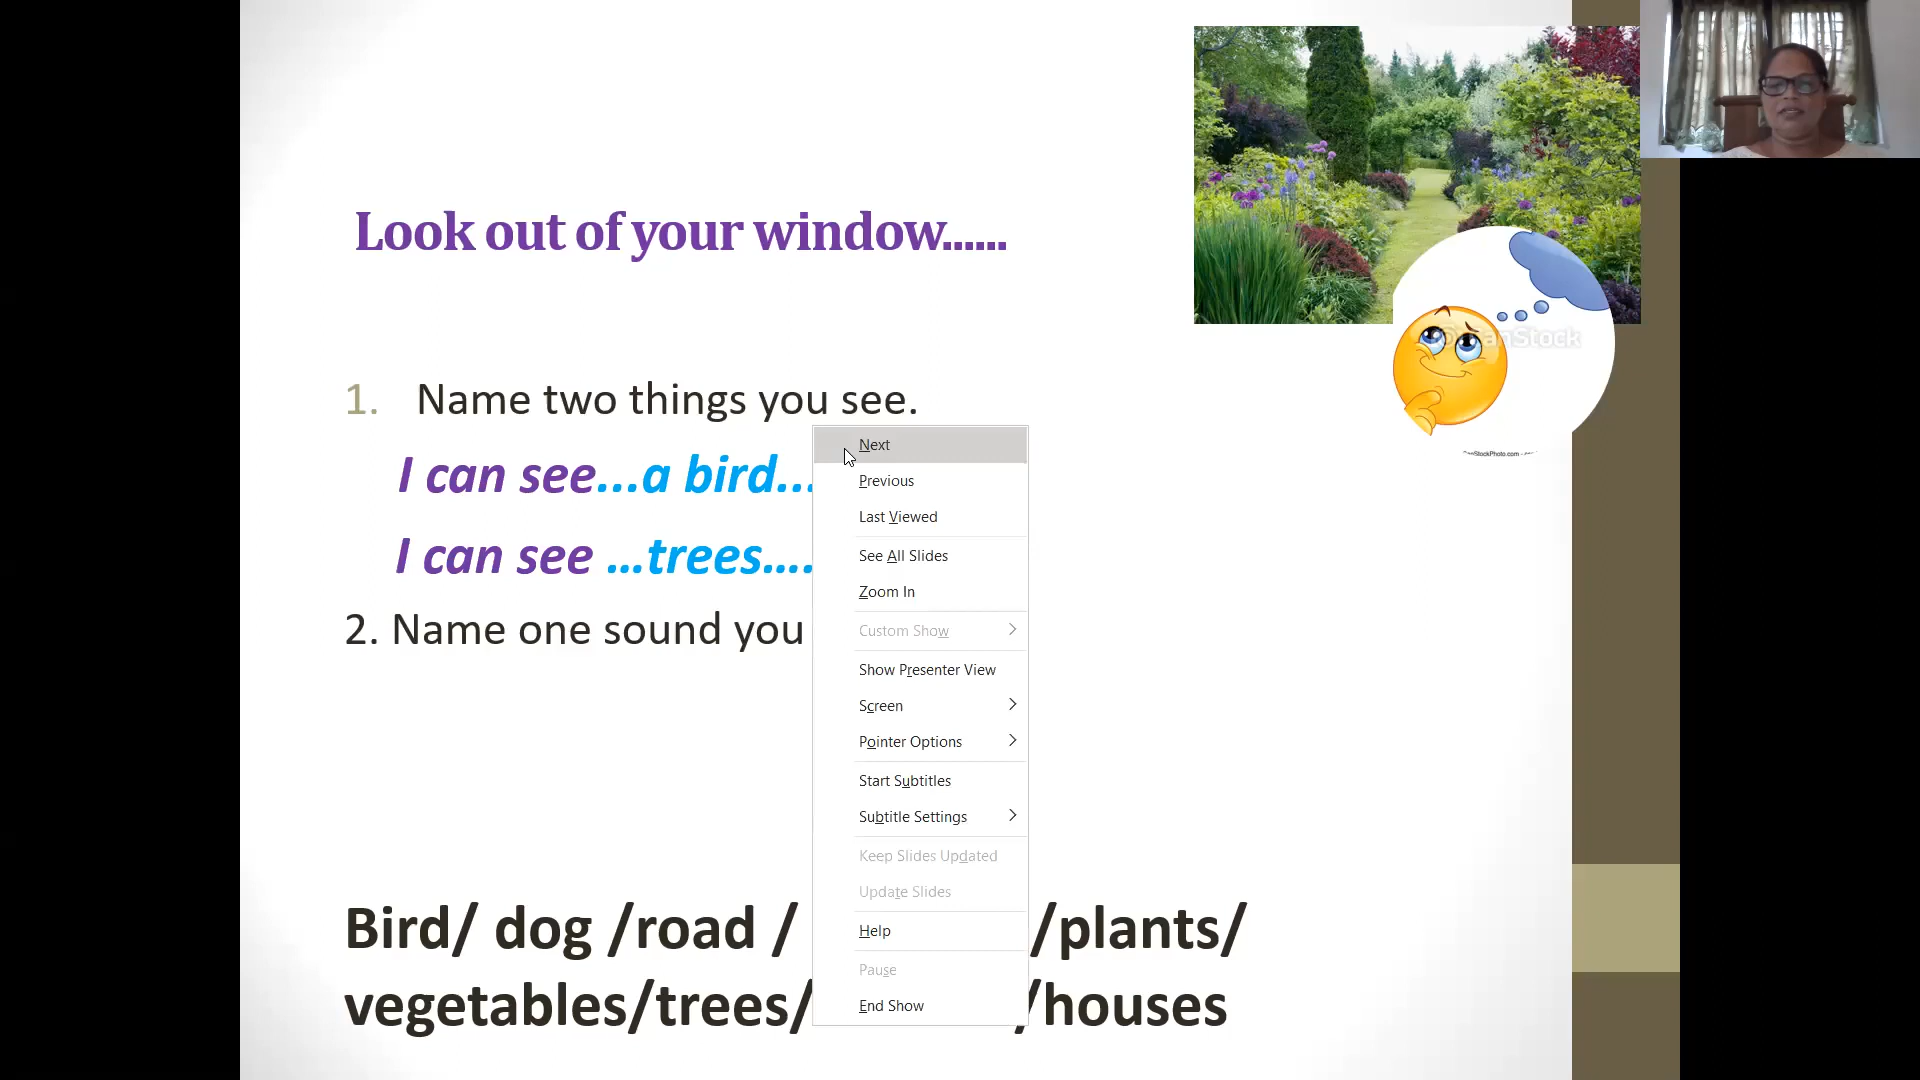 Look out of your window......
1. Name two things you see.
I can see...a bird...
I can see ...trees....
2. Name one sound you
Bird/ dog /road / /plants/
vegetables/trees/ /houses
Next
Previous
Last Viewed
See All Slides
Zoom In
Custom Show
Show Presenter View
Screen
Pointer Options
Start Subtitles
Subtitle Settings
Keep Slides Updated
Update Slides
Help
Pause
End Show